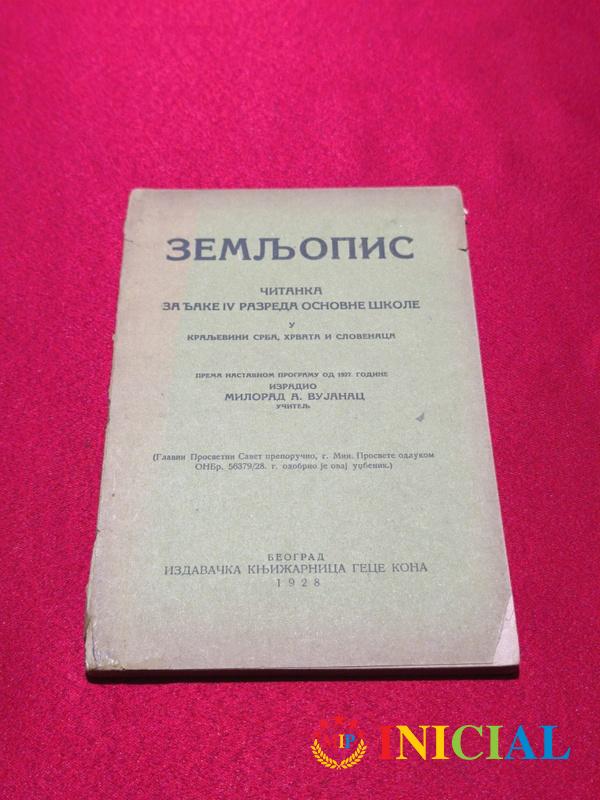 ЗЕМЉОПИС
ЧИТАНКА
ЗА ЂАКЕ IV РАЗРЕДА ОСНОВНЕ ШКОЛЕ
У
КРАЉЕВИНИ СРБА, ХРВАТА И СЛОВЕНАЦА
ПРЕМА НАСТАВНОМ ПРОГРАМУ ОД 1927. ГОДИНЕ
ИЗРАДИО
МИЛОРАД А. ВУЈАНАЦ
УЧИТЕЉ
(Главни Просветни Савет препоручио, г. Мин. Просвете одлуком
ОНБр. 56379/28. г. одобрио је овај уџбеник.)
БЕОГРАД
ИЗДАВАЧКА КЊИЖАРНИЦА ГЕЦЕ КОНА
1928
IP INICIAL